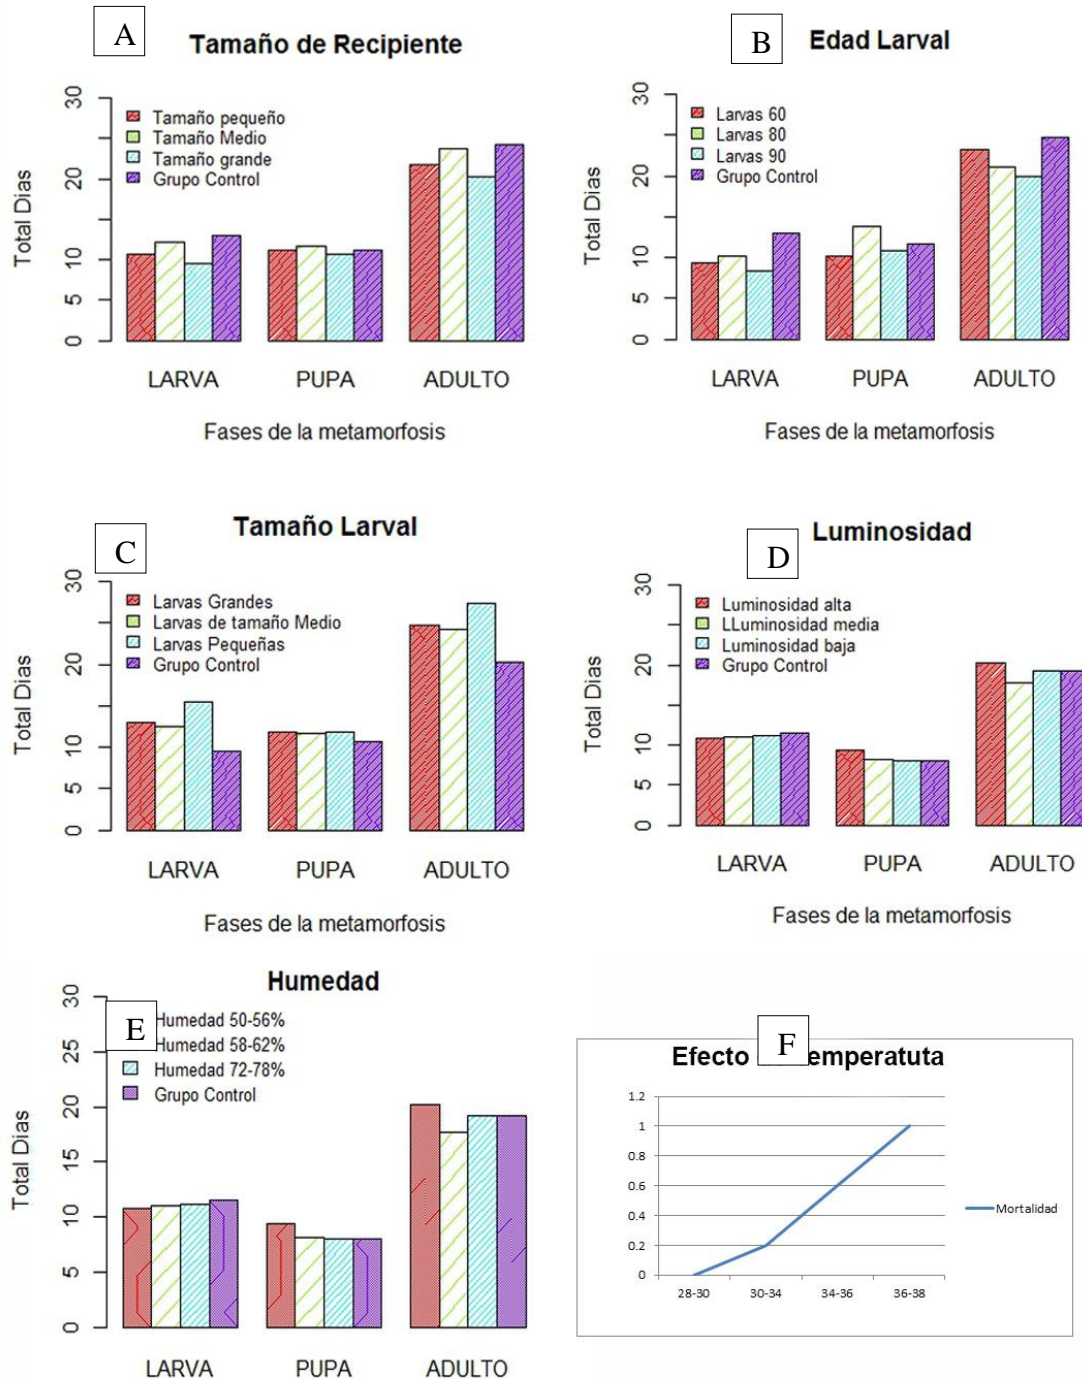 A
Tamaño de Recipiente
30
20
10
5
0
Total Dias
Tamaño pequeño
Tamaño Medio
Tamaño grande
Grupo Control
LARVA PUPA ADULTO
Fases de la metamorfosis
B
Edad Larval
30
20
10
5
0
Total Dias
Larvas 60
Larvas 80
Larvas 90
Grupo Control
LARVA PUPA ADULTO
Fases de la metamorfosis
C
Tamaño Larval
30
20
10
5
0
Total Dias
Larvas Grandes
Larvas de tamaño Medio
Larvas Pequeñas
Grupo Control
LARVA PUPA ADULTO
Fases de la metamorfosis
D
Luminosidad
30
20
10
5
0
Total Dias
Luminosidad alta
LLuminosidad media
Luminosidad baja
Grupo Control
LARVA PUPA ADULTO
Fases de la metamorfosis
E
Humedad
30
25
20
15
10
5
0
Total Dias
Humedad 50-56%
Humedad 58-62%
Humedad 72-78%
Grupo Control
LARVA PUPA ADULTO
F
Efecto emperatuta
1.2
1
0.8
0.6
0.4
0.2
0
28-30 30-34 34-36 36-38
Mortalidad